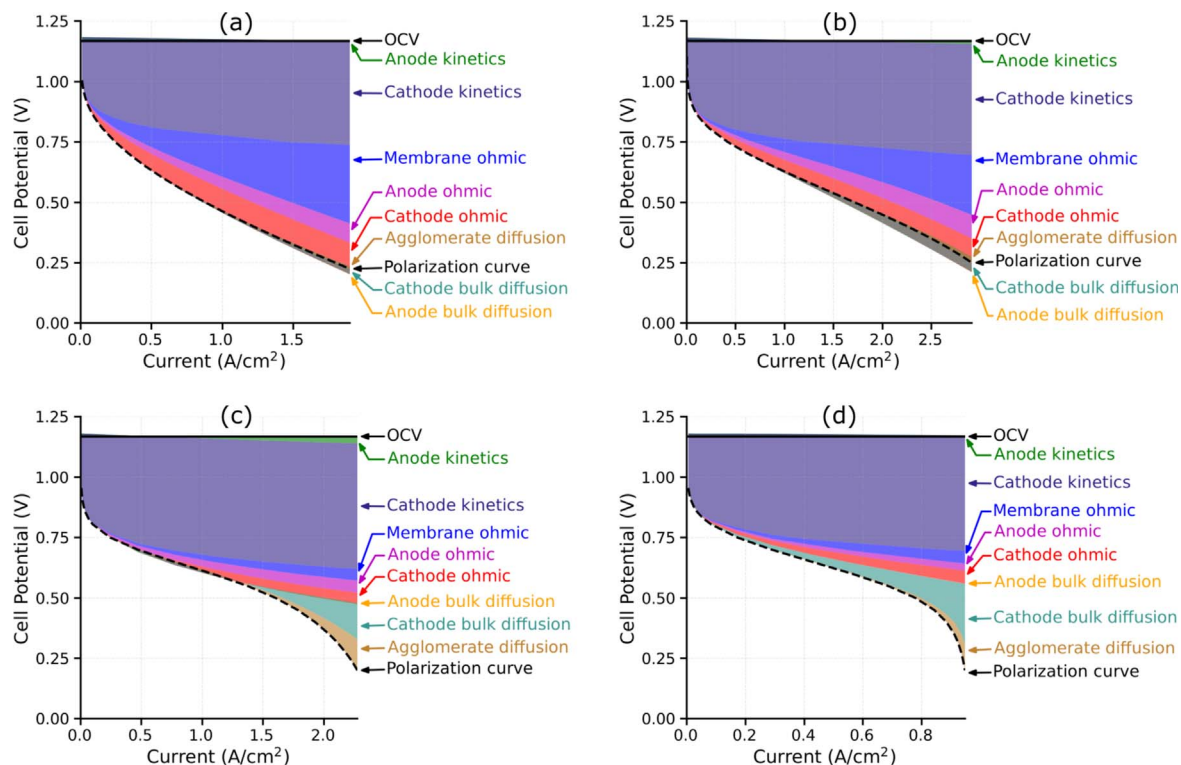 (a)
1.25
1.00
0.75
0.50
0.25
0.00
Cell Potential (V)
0.0 0.5 1.0 1.5
Current (A/cm²)
OCV
Anode kinetics
Cathode kinetics
Membrane ohmic
Anode ohmic
Cathode ohmic
Agglomerate diffusion
Polarization curve
Cathode bulk diffusion
Anode bulk diffusion
(b)
1.25
1.00
0.75
0.50
0.25
0.00
Cell Potential (V)
0.0 0.5 1.0 1.5 2.0 2.5
Current (A/cm²)
OCV
Anode kinetics
Cathode kinetics
Membrane ohmic
Anode ohmic
Cathode ohmic
Agglomerate diffusion
Polarization curve
Cathode bulk diffusion
Anode bulk diffusion
(c)
1.25
1.00
0.75
0.50
0.25
0.00
Cell Potential (V)
0.0 0.5 1.0 1.5 2.0
Current (A/cm²)
OCV
Anode kinetics
Cathode kinetics
Membrane ohmic
Anode ohmic
Cathode ohmic
Anode bulk diffusion
Cathode bulk diffusion
Agglomerate diffusion
Polarization curve
(d)
1.25
1.00
0.75
0.50
0.25
0.00
Cell Potential (V)
0.0 0.2 0.4 0.6 0.8
Current (A/cm²)
OCV
Anode kinetics
Cathode kinetics
Membrane ohmic
Anode ohmic
Cathode ohmic
Anode bulk diffusion
Cathode bulk diffusion
Agglomerate diffusion
Polarization curve